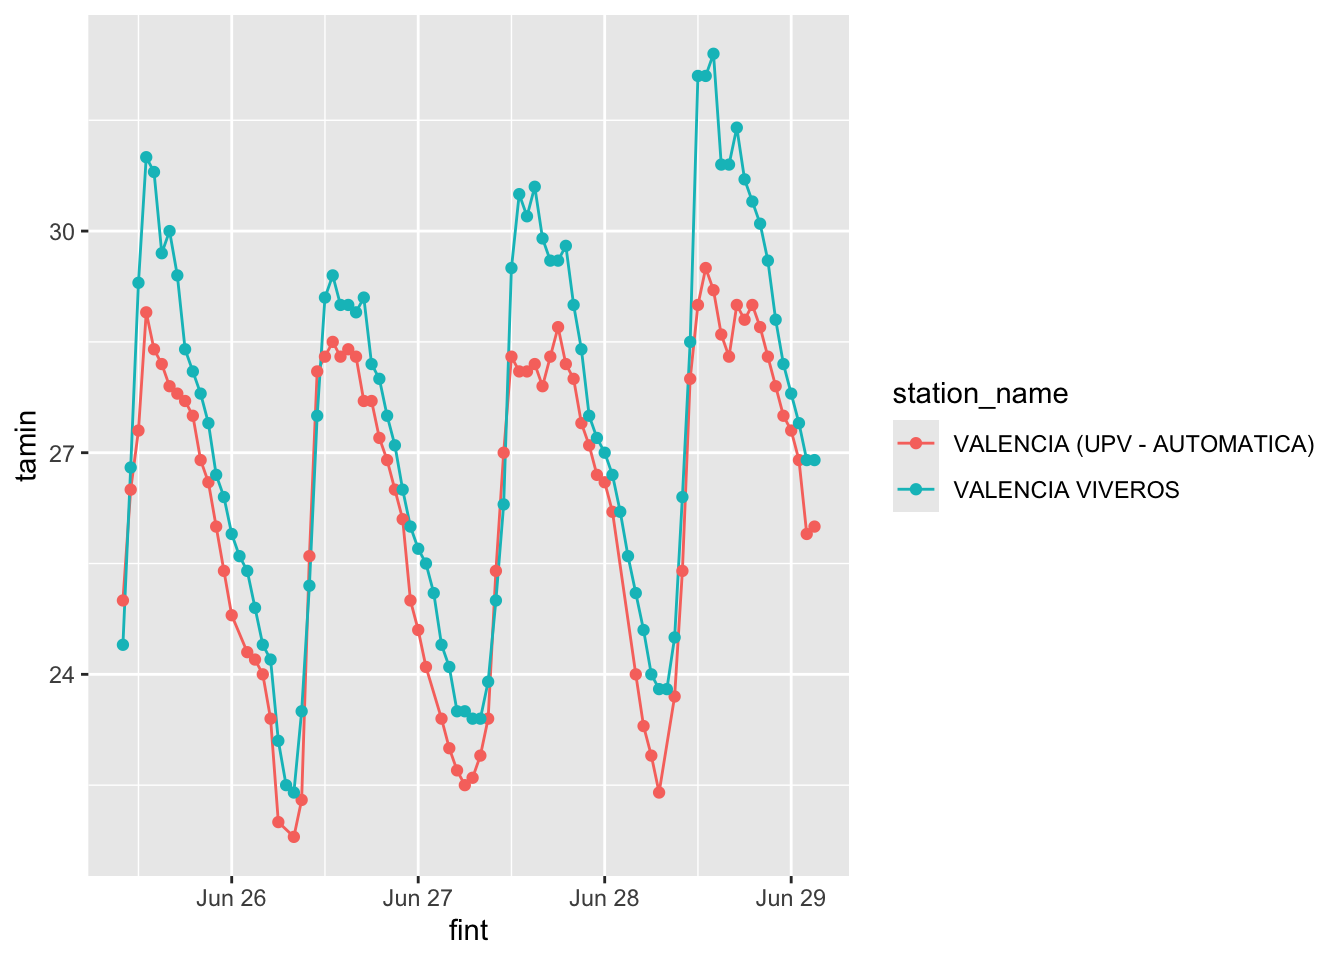 30
27
24
tamin
Jun 26
Jun 27
Jun 28
Jun 29
fint
station_name
VALENCIA (UPV - AUTOMATICA)
VALENCIA VIVEROS